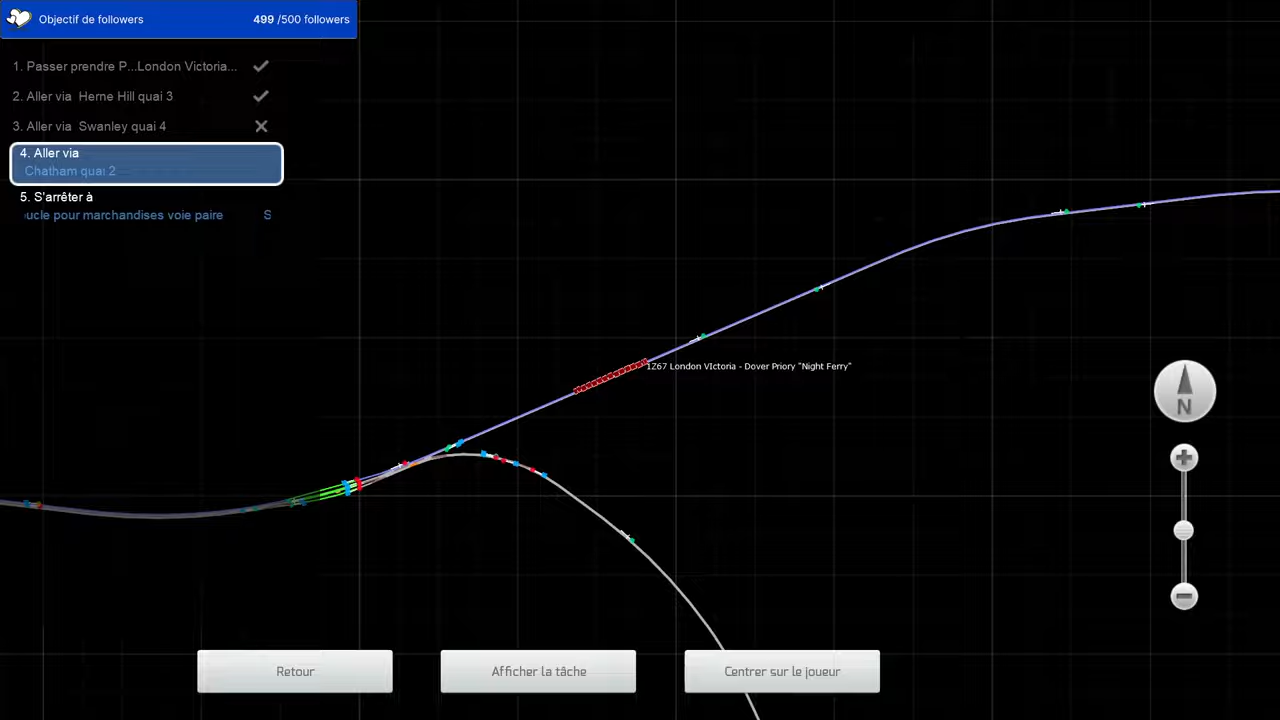 Objectif de followers
499 /500 followers
1. Passer prendre P...London Victoria...
2. Aller via Herne Hill quai 3
3. Aller via Swanley quai 4
4. Aller via
Chatham quai 2
5. S'arrêter à
ucle pour marchandises voie paire S
1Z67 London VIctoria - Dover Priory "Night Ferry"
N
Retour
Afficher la tâche
Centrer sur le joueur